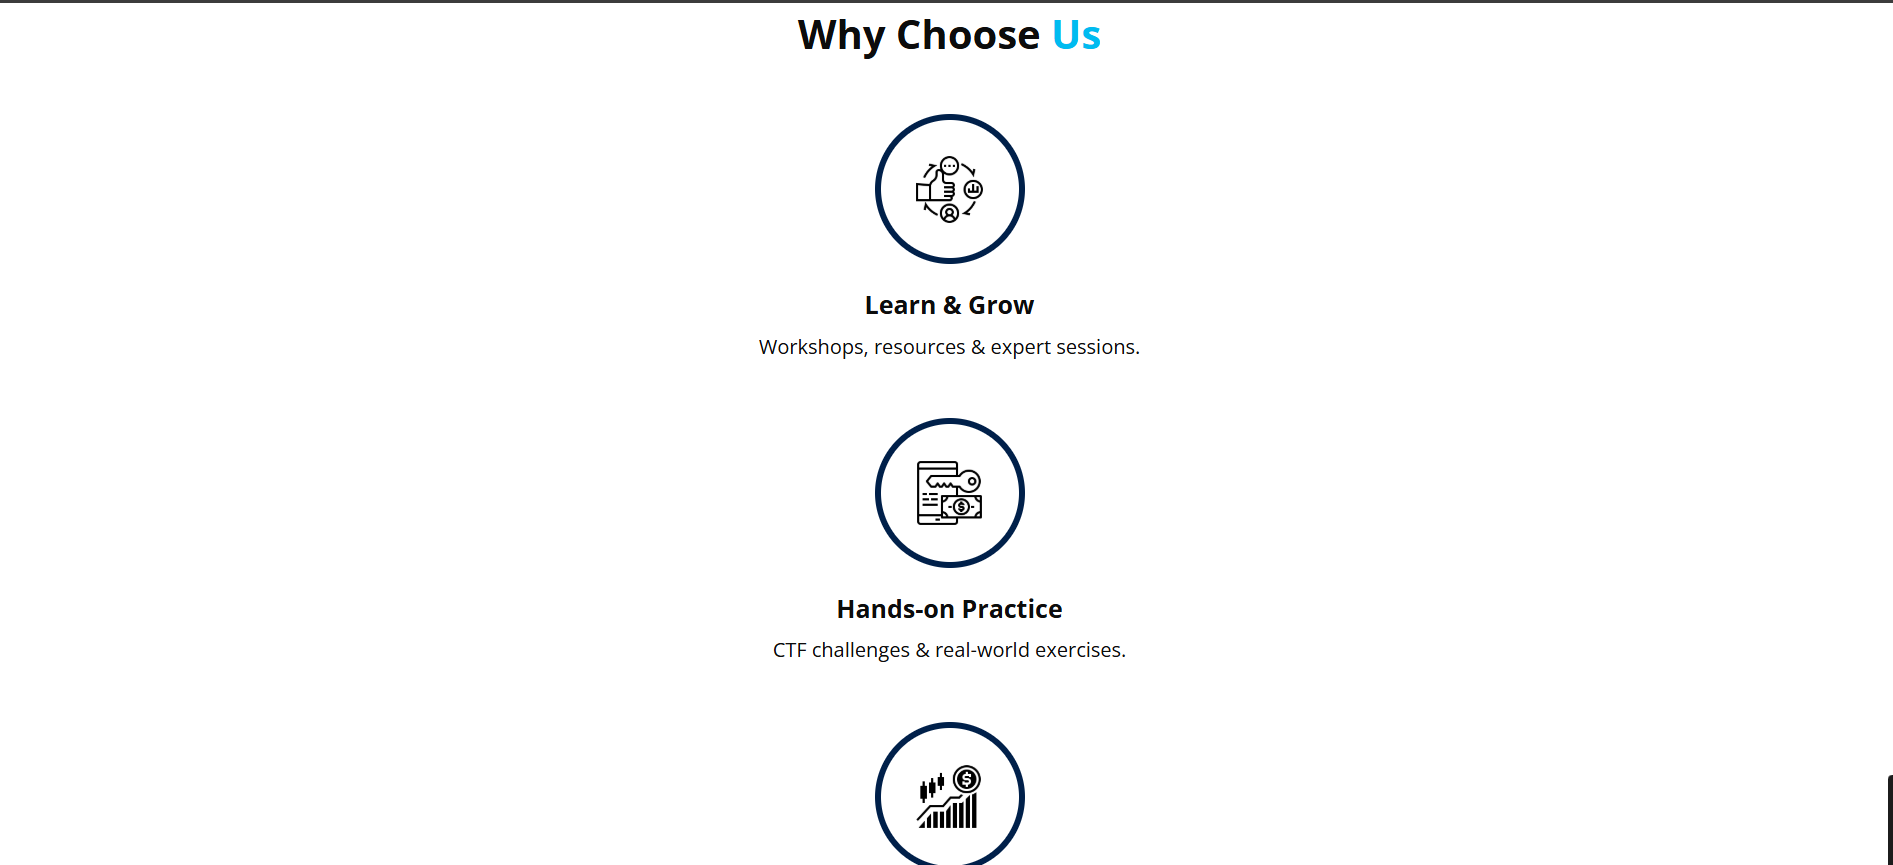 Why Choose Us
Learn & Grow
Workshops, resources & expert sessions.
Hands-on Practice
CTF challenges & real-world exercises.